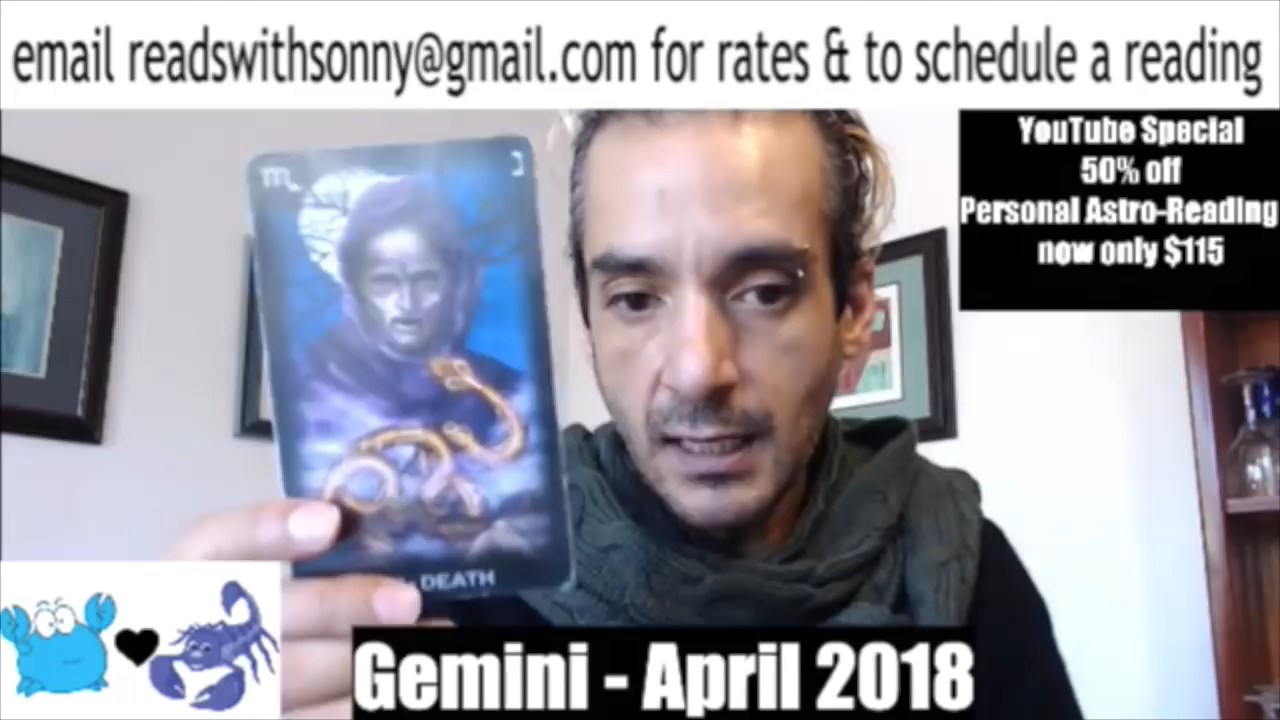 email readswithsonny@gmail.com for rates & to schedule a reading
YouTube Special
50% off
Personal Astro-Reading
now only $115
DEATH
Gemini - April 2018